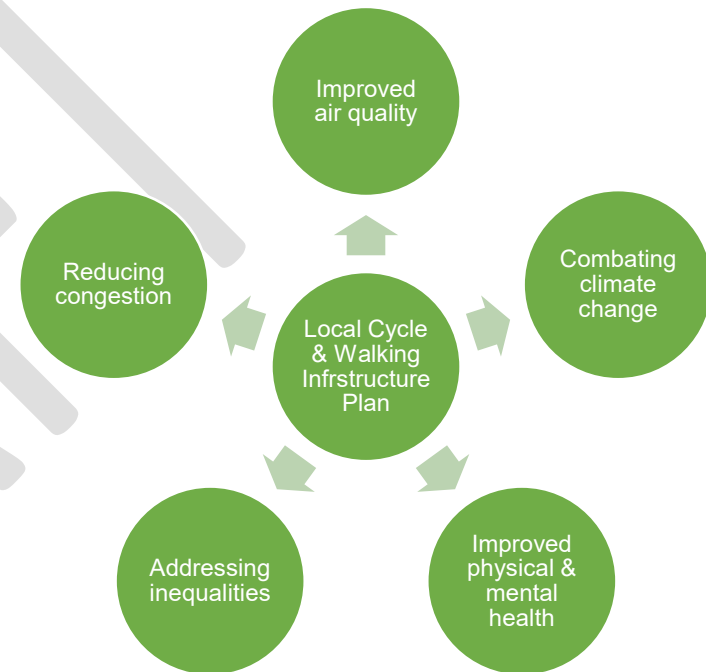 Improved
air quality
Combating
climate
change
Improved
physical &
mental
health
Addressing
inequalities
Reducing
congestion
Local Cycle
& Walking
Infrstructure
Plan